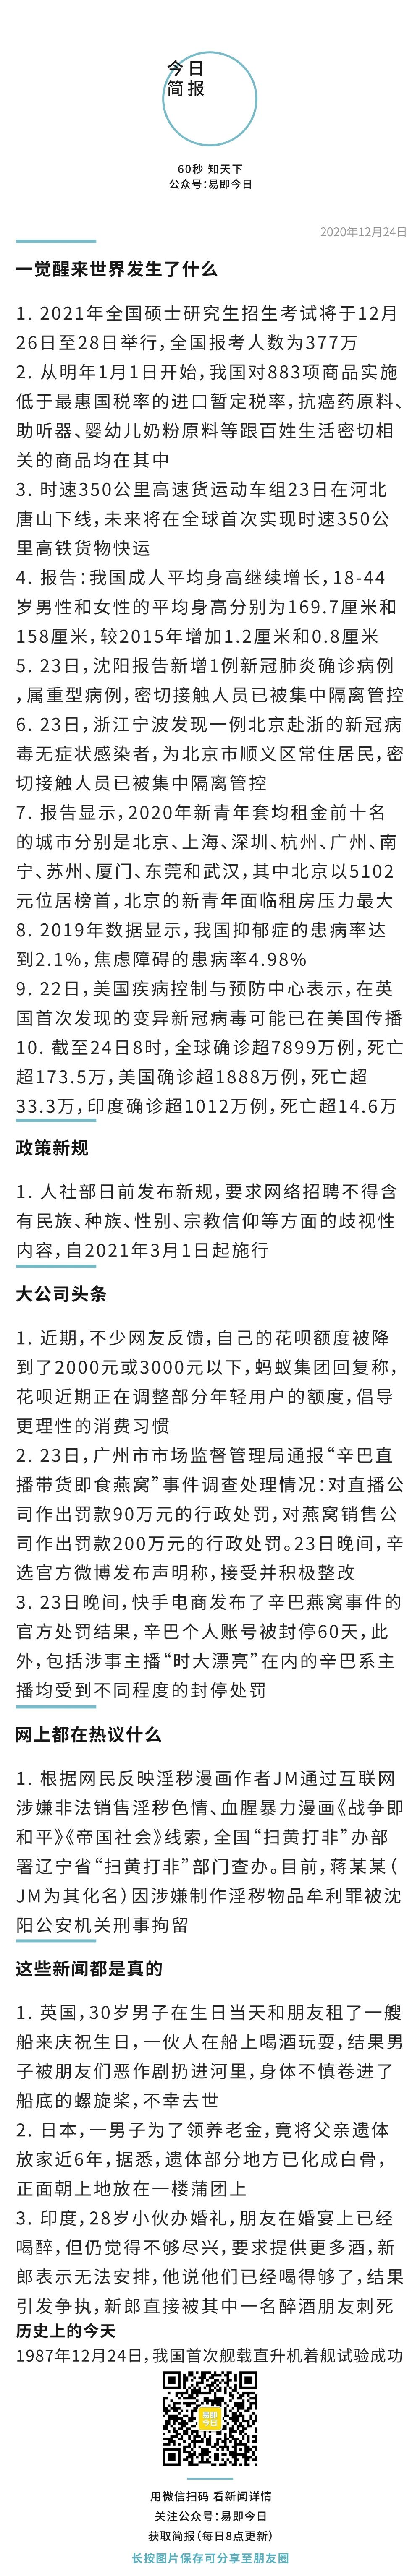 今日
简报
60秒 知天下
公众号：易即今日
2020年12月24日
一觉醒来世界发生了什么
1. 2021年全国硕士研究生招生考试将于12月
26日至28日举行，全国报考人数为377万
2. 从明年1月1日开始，我国对883项商品实施
低于最惠国税率的进口暂定税率，抗癌药原料、
助听器、婴幼儿奶粉原料等跟百姓生活密切相
关的商品均在其中
3. 时速350公里高速货运动车组23日在河北
唐山下线，未来将在全球首次实现时速350公
里高铁货物快运
4. 报告：我国成人平均身高继续增长，18-44
岁男性和女性的平均身高分别为169.7厘米和
158厘米，较2015年增加1.2厘米和0.8厘米
5. 23日，沈阳报告新增1例新冠肺炎确诊病例
，属重型病例，密切接触人员已被集中隔离管控
6. 23日，浙江宁波发现一例北京赴浙的新冠病
毒无症状感染者，为北京市顺义区常住居民，密
切接触人员已被集中隔离管控
7. 报告显示，2020年新青年套均租金前十名
的城市分别是北京、上海、深圳、杭州、广州、南
宁、苏州、厦门、东莞和武汉，其中北京以5102
元位居榜首，北京的新青年面临租房压力最大
8. 2019年数据显示，我国抑郁症的患病率达
到2.1%，焦虑障碍的患病率4.98%
9. 22日，美国疾病控制与预防中心表示，在英
国首次发现的变异新冠病毒可能已在美国传播
10. 截至24日8时，全球确诊超7899万例，死亡
超173.5万，美国确诊超1888万例，死亡超
33.3万，印度确诊超1012万例，死亡超14.6万
政策新规
1. 人社部日前发布新规，要求网络招聘不得含
有民族、种族、性别、宗教信仰等方面的歧视性
内容，自2021年3月1日起施行
大公司头条
1. 近期，不少网友反馈，自己的花呗额度被降
到了2000元或3000元以下，蚂蚁集团回复称，
花呗近期正在调整部分年轻用户的额度，倡导
更理性的消费习惯
2. 23日，广州市市场监督管理局通报“辛巴直
播带货即食燕窝”事件调查处理情况：对直播公
司作出罚款90万元的行政处罚，对燕窝销售公
司作出罚款200万元的行政处罚。23日晚间，辛
选官方微博发布声明称，接受并积极整改
3. 23日晚间，快手电商发布了辛巴燕窝事件的
官方处罚结果，辛巴个人账号被封停60天，此
外，包括涉事主播“时大漂亮”在内的辛巴系主
播均受到不同程度的封停处罚
网上都在热议什么
1. 根据网民反映淫秽漫画作者JM通过互联网
涉嫌非法销售淫秽色情、血腥暴力漫画《战争即
和平》《帝国社会》线索，全国“扫黄打非”办部
署辽宁省“扫黄打非”部门查办。目前，蒋某某（
JM为其化名）因涉嫌制作淫秽物品牟利罪被沈
阳公安机关刑事拘留
这些新闻都是真的
1. 英国，30岁男子在生日当天和朋友租了一艘
船来庆祝生日，一伙人在船上喝酒玩耍，结果男
子被朋友们恶作剧扔进河里，身体不慎卷进了
船底的螺旋桨，不幸去世
2. 日本，一男子为了领养老金，竟将父亲遗体
放家近6年，据悉，遗体部分地方已化成白骨，
正面朝上地放在一楼蒲团上
3. 印度，28岁小伙办婚礼，朋友在婚宴上已经
喝醉，但仍觉得不够尽兴，要求提供更多酒，新
郎表示无法安排，他说他们已经喝得够了，结果
引发争执，新郎直接被其中一名醉酒朋友刺死
历史上的今天
1987年12月24日，我国首次舰载直升机着舰试验成功
易即
今日
用微信扫码 看新闻详情
关注公众号：易即今日
获取简报（每日8点更新）
长按图片保存可分享至朋友圈